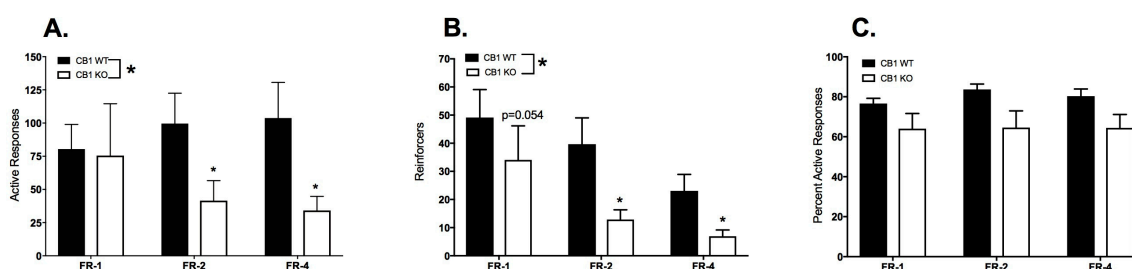 A.
CB1 WT
CB1 KO
*
Active Responses
150
125
100
75
50
25
0
*
*
FR-1 FR-2 FR-4
B.
CB1 WT
CB1 KO
*
Reinforcers
70
60
50
40
30
20
10
0
p=0.054
*
*
FR-1 FR-2 FR-4
C.
CB1 WT
CB1 KO
Percent Active Responses
100
80
60
40
20
0
FR-1 FR-2 FR-4